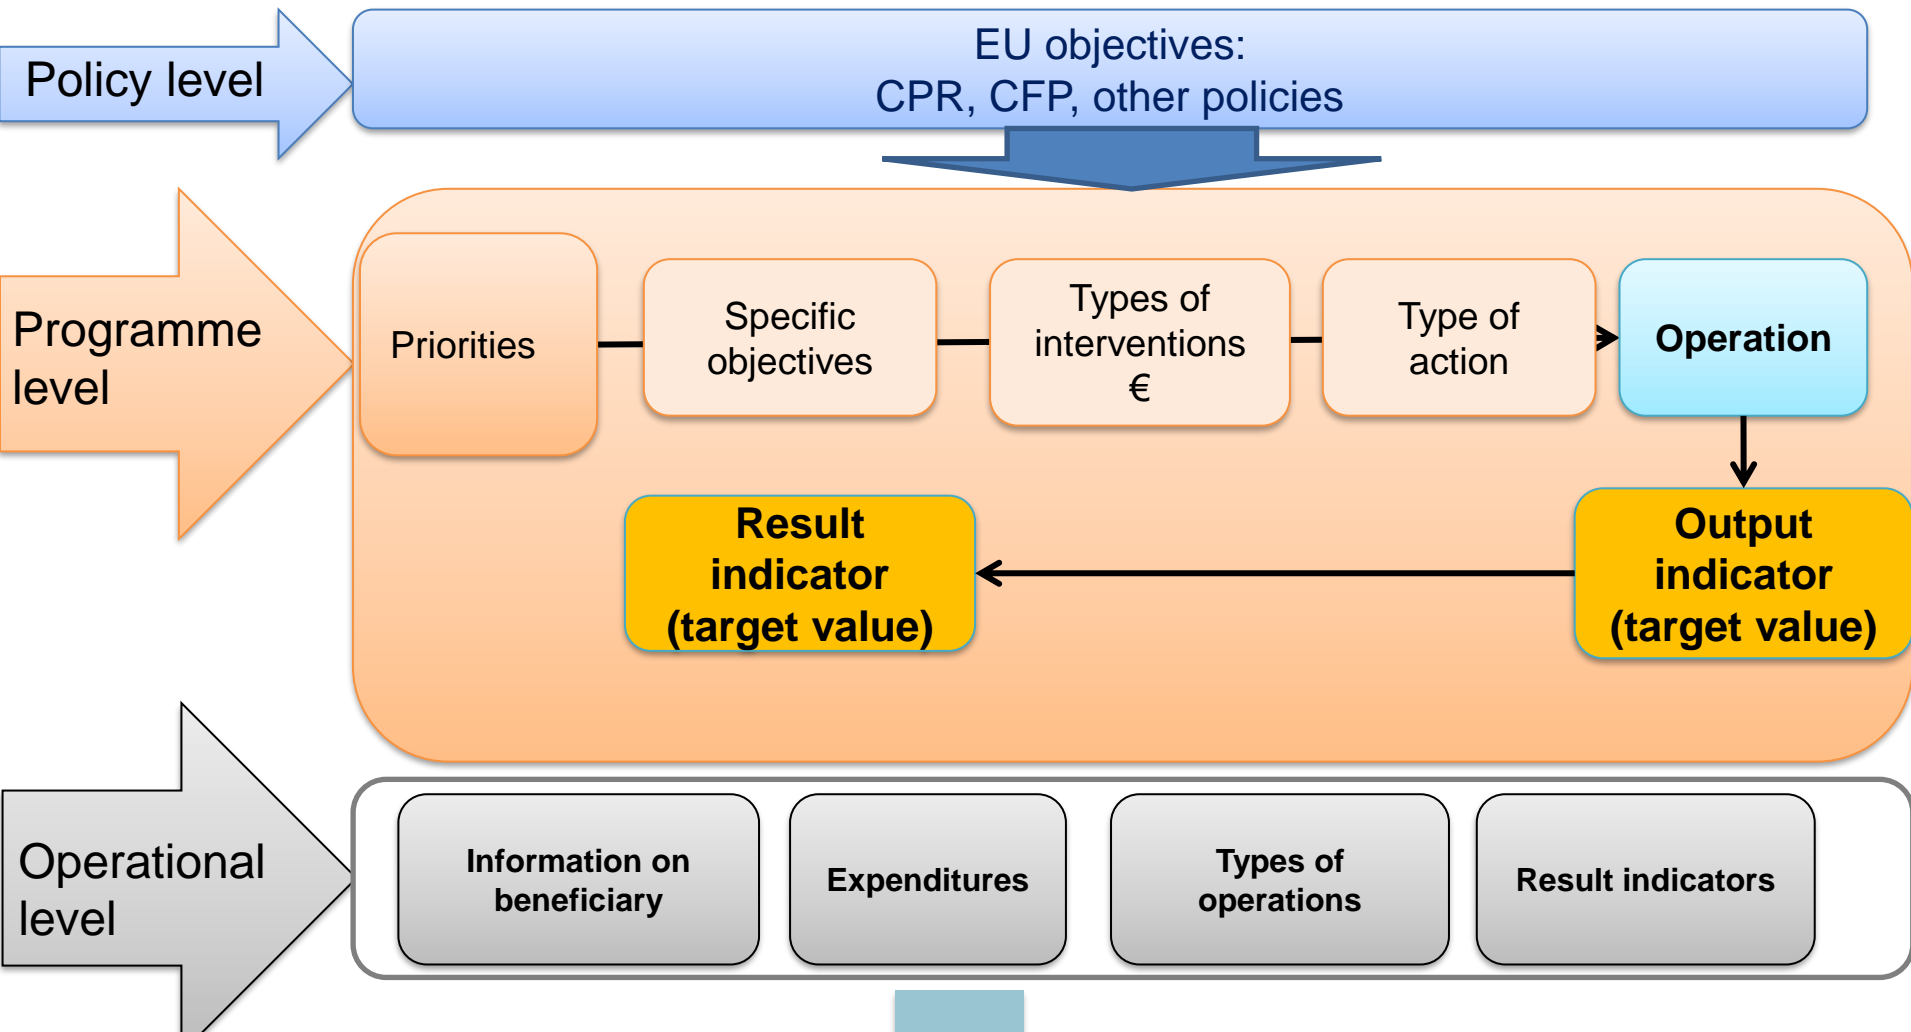 Policy level
EU objectives:
CPR, CFP, other policies
Programme
level
Priorities
Specific
objectives
Types of
interventions
€
Type of
action
Operation
Result
indicator
(target value)
Output
indicator
(target value)
Operational
level
Information on
beneficiary
Expenditures
Types of
operations
Result indicators